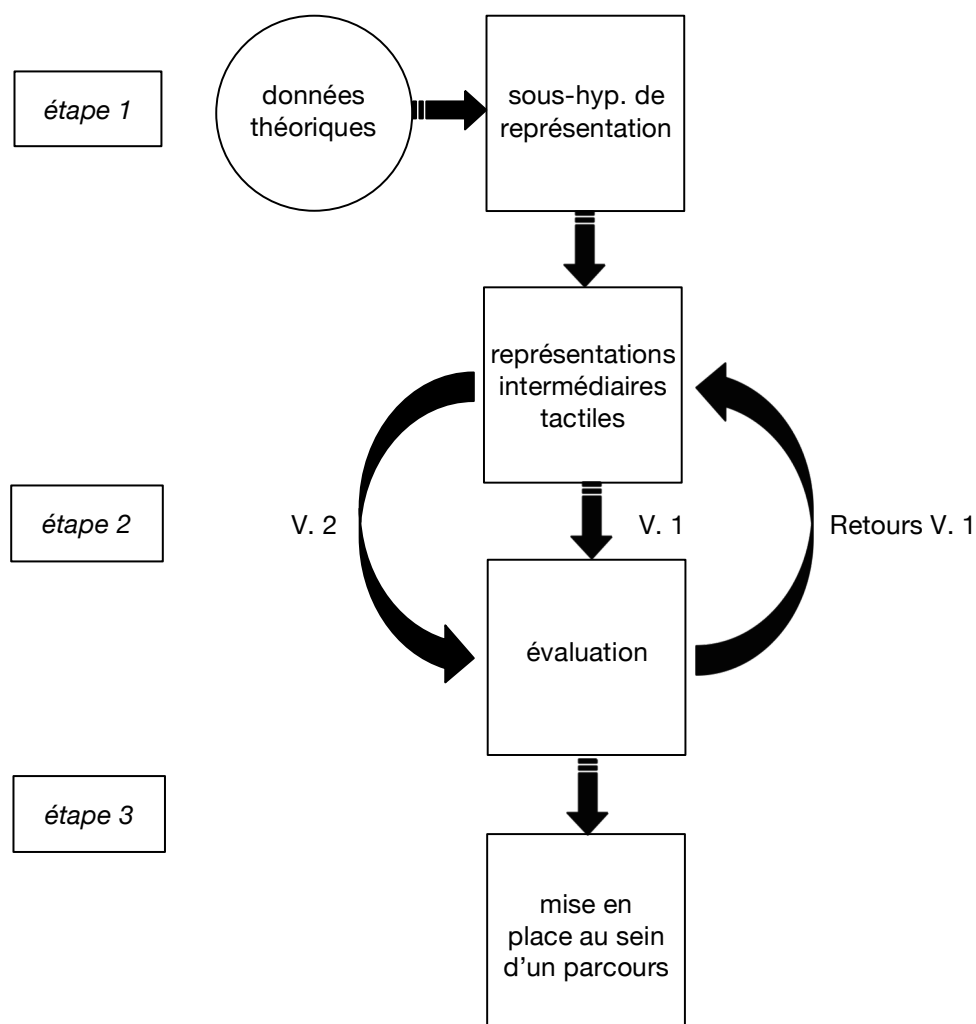 étape 1
données
théoriques
sous-hyp. de
représentation
représentations
intermédiaires
tactiles
étape 2
V. 2
V. 1
Retours V. 1
évaluation
étape 3
mise en
place au sein
d'un parcours